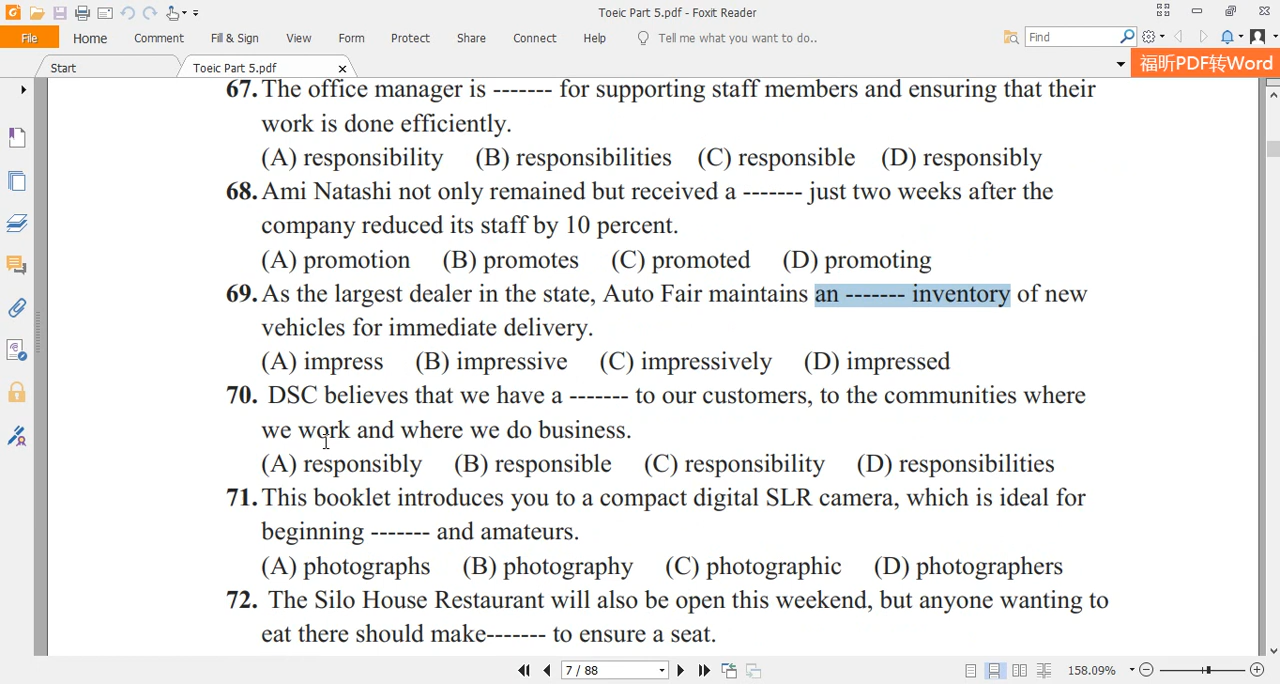 Toeic Part 5.pdf - Foxit Reader
File Home Comment Fill & Sign View Form Protect Share Connect Help Tell me what you want to do.. Find
Start Toeic Part 5.pdf 福昕PDF转Word
67. The office manager is ------- for supporting staff members and ensuring that their
work is done efficiently.
(A) responsibility (B) responsibilities (C) responsible (D) responsibly
68. Ami Natashi not only remained but received a ------- just two weeks after the
company reduced its staff by 10 percent.
(A) promotion (B) promotes (C) promoted (D) promoting
69. As the largest dealer in the state, Auto Fair maintains an ------- inventory of new
vehicles for immediate delivery.
(A) impress (B) impressive (C) impressively (D) impressed
70. DSC believes that we have a ------- to our customers, to the communities where
we work and where we do business.
(A) responsibly (B) responsible (C) responsibility (D) responsibilities
71. This booklet introduces you to a compact digital SLR camera, which is ideal for
beginning ------- and amateurs.
(A) photographs (B) photography (C) photographic (D) photographers
72. The Silo House Restaurant will also be open this weekend, but anyone wanting to
eat there should make------- to ensure a seat.
7 / 88 158.09%